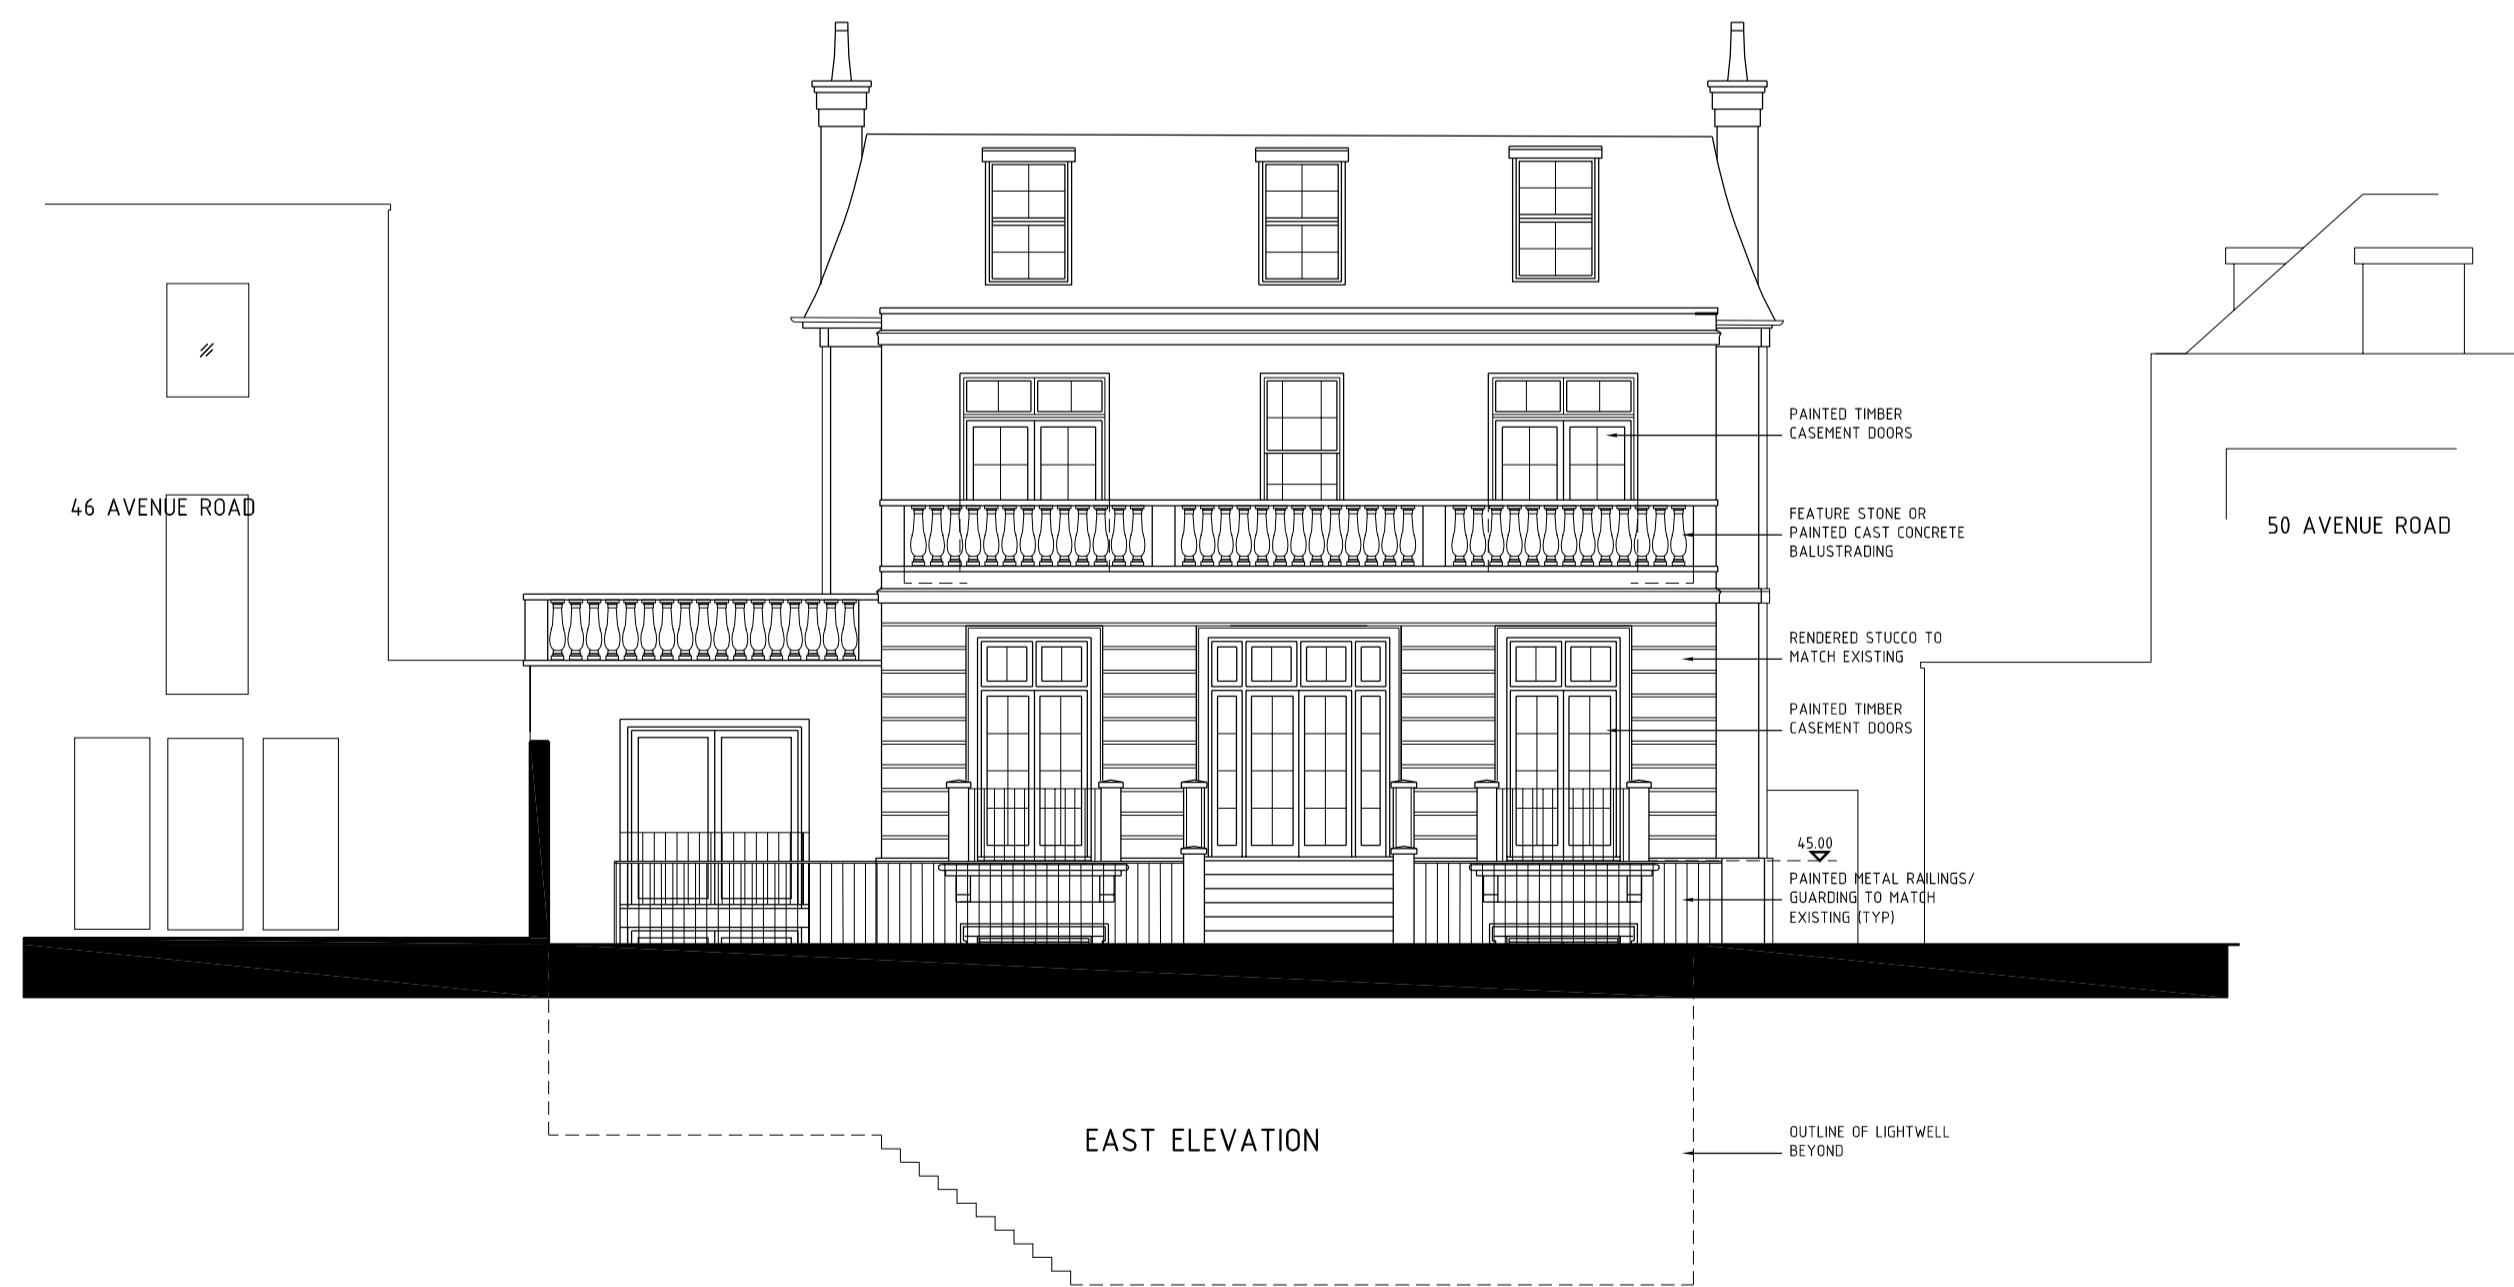 PAINTED TIMBER
CASEMENT DOORS
46 AVENUE ROAD
FEATURE STONE OR
PAINTED CAST CONCRETE
BALUSTRADING
50 AVENUE ROAD
RENDERED STUCCO TO
MATCH EXISTING
PAINTED TIMBER
CASEMENT DOORS
45.00
PAINTED METAL RAILINGS/
GUARDING TO MATCH
EXISTING (TYP)
EAST ELEVATION
OUTLINE OF LIGHTWELL
BEYOND